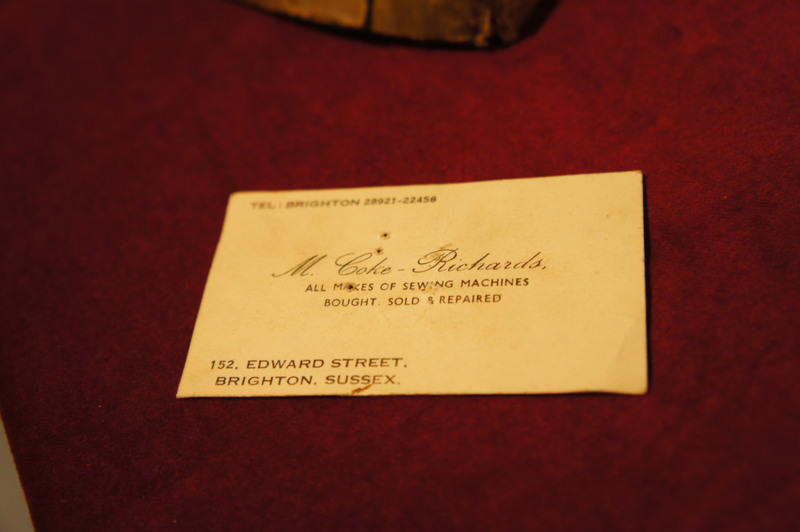 TEL: BRIGHTON 28921-22456
M. Coke-Richards,
ALL MAKES OF SEWING MACHINES
BOUGHT, SOLD & REPAIRED
152, EDWARD STREET,
BRIGHTON, SUSSEX.